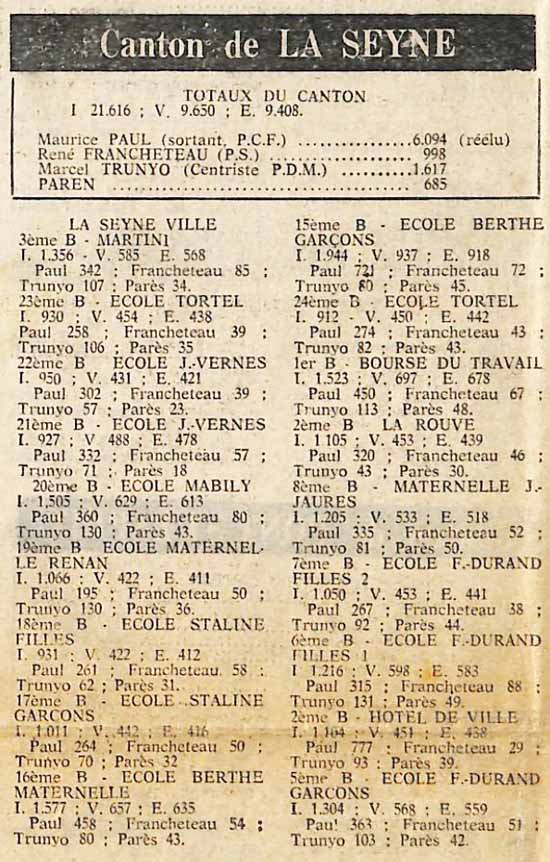 Canton de LA SEYNE
TOTAUX DU CANTON
I 21.616 ; V. 9.650 ; E. 9.408.
Maurice PAUL (sortant, P.C.F.) ................6.094 (réélu)
René FRANCHETEAU (P.S.) .................... 998
Marcel TRUNYO (Centriste P.D.M.) ..........1.617
PAREN ........................................ 685
LA SEYNE VILLE
3ème B - MARTINI
I. 1.356 - V. 585 E. 568
Paul 342 ; Francheteau 85 ;
Trunyo 107 ; Parès 34.
23ème B - ECOLE TORTEL
I. 930 ; V. 454 ; E. 438
Paul 258 ; Francheteau 39 ;
Trunyo 106 ; Parès 35
22ème B ECOLE J.-VERNES
I. 950 ; V. 431 ; E. 421
Paul 302 ; Francheteau 39 ;
Trunyo 57 ; Parès 23.
21ème B - ECOLE J.-VERNES
I. 927 ; V 488 ; E. 478
Paul 332 ; Francheteau 57 ;
Trunyo 71 ; Parès 18
20ème B - ECOLE MABILY
I. 1,505 ; V. 629 ; E. 613
Paul 360 ; Francheteau 80 ;
Trunyo 130 ; Parès 43.
19ème B ECOLE MATERNEL-
LE RENAN
I. 1.066 ; V. 422 ; E. 411
Paul 195 ; Francheteau 50 ;
Trunyo 130 ; Parès 36.
18ème B - ECOLE STALINE
FILLES
I. 931 ; V. 422 ; E. 412
Paul 261 ; Francheteau 58 ;
Trunyo 62 ; Parès 31.
17ème B - ECOLE STALINE
GARCONS
I. 1.011 ; V. 442 ; E. 416
Paul 264 ; Francheteau 50 ;
Trunyo 70 ; Parès 32
16ème B - ECOLE BERTHE
MATERNELLE
I. 1.577 ; V. 657 ; E. 635
Paul 458 ; Francheteau 54 ;
Trunyo 80 ; Parès 43.
15ème B - ECOLE BERTHE
GARÇONS
I. 1.944 ; V. 937 ; E. 918
Paul 721 ; Francheteau 72 ;
Trunyo 80 ; Parès 45.
24ème B - ECOLE TORTEL
I. 912 - V. 450 ; E. 442
Paul 274 ; Francheteau 43 ;
Trunyo 82 ; Parès 43.
1er B - BOURSE DU TRAVAIL
I. 1.523 ; V. 697 ; E. 678
Paul 450 ; Francheteau 67 ;
Trunyo 113 ; Parès 48.
2ème B LA ROUVE
I. 1105 ; V. 453 ; E. 439
Paul 320 ; Francheteau 46 ;
Trunyo 43 ; Parès 30.
8ème B - MATERNELLE J.-
JAURES
I. 1.205 ; V. 533 ; E. 518
Paul 335 ; Francheteau 52 ;
Trunyo 81 ; Parès 50.
7ème B - ECOLE F.-DURAND
FILLES 2
I. 1.050 ; V. 453 ; E. 441
Paul 267 ; Francheteau 38 ;
Trunyo 92 ; Parès 44.
6ème B - ECOLE F.-DURAND
FILLES 1
I 1.216 ; V. 598 ; E. 583
Paul 315 ; Francheteau 88 ;
Trunyo 131 ; Parès 49.
2ème B - HOTEL DE VILLE
I. 1104 ; V. 451 ; E. 438
Paul 777 ; Francheteau 29 ;
Trunyo 93 ; Parès 39.
5ème B - ECOLE F.-DURAND
GARCONS
I. 1.304 ; V. 568 ; E. 559
Paul 363 ; Francheteau 51 ;
Trunyo 103 ; Parès 42.